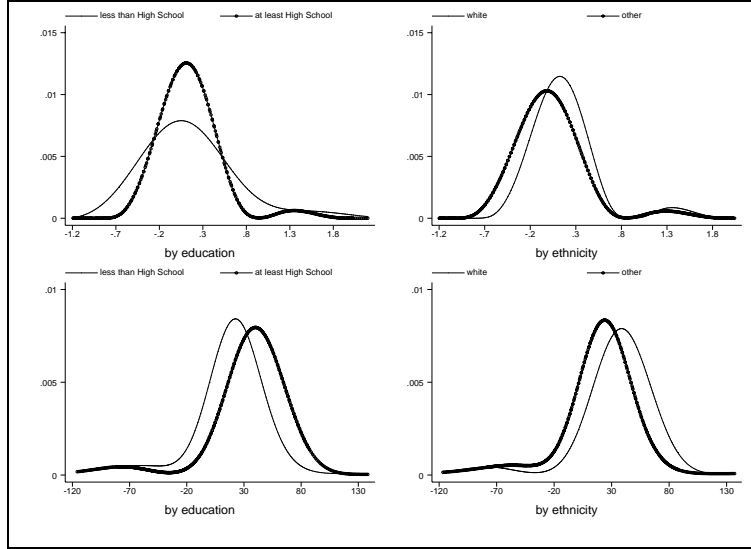 less than High School at least High School
.015
.01
.005
0
-1.2 -.7 -.2 .3 .8 1.3 1.8
by education
white other
.015
.01
.005
0
-1.2 -.7 -.2 .3 .8 1.3 1.8
by ethnicity
less than High School at least High School
.01
.005
0
-120 -70 -20 30 80 130
by education
white other
.01
.005
0
-120 -70 -20 30 80 130
by ethnicity